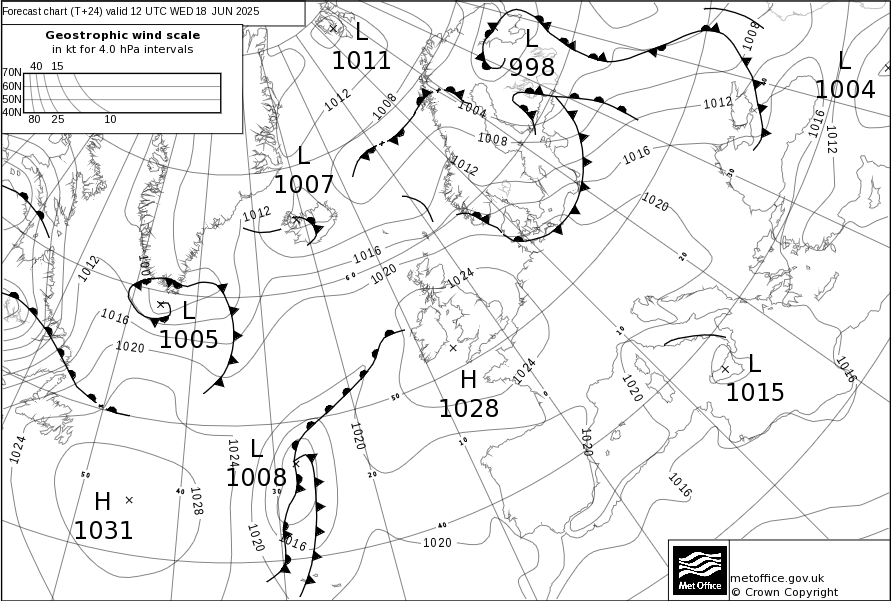 Forecast chart (T+24) valid 12 UTC WED 18 JUN 2025
Geostrophic wind scale
in kt for 4.0 hPa intervals
40 15
70N
60N
50N
40N
80 25 10
L
1011
L
998
L
1004
1008
1012
1008
1004
1012
1016
1012
1008
1016
1012
L
1007
1012
1020
1016
1020
1024
1012
100
1016
1020
L
1005
60
20
30
40
10
H
1028
1024
1020
L
1015
1016
50
0
1024
1024
1020
10
1020
L
1008
20
30
1016
50
40
1028
H
1031
1020
1016
1020
40
1016
Met Office
metoffice.gov.uk
© Crown Copyright